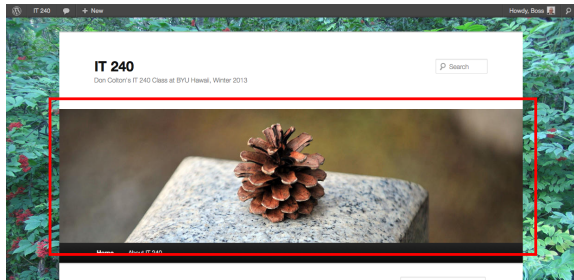 IT 240 + New Howdy, Boss
IT 240
Don Colton's IT 240 Class at BYU Hawaii, Winter 2013
Search
Home About IT 240